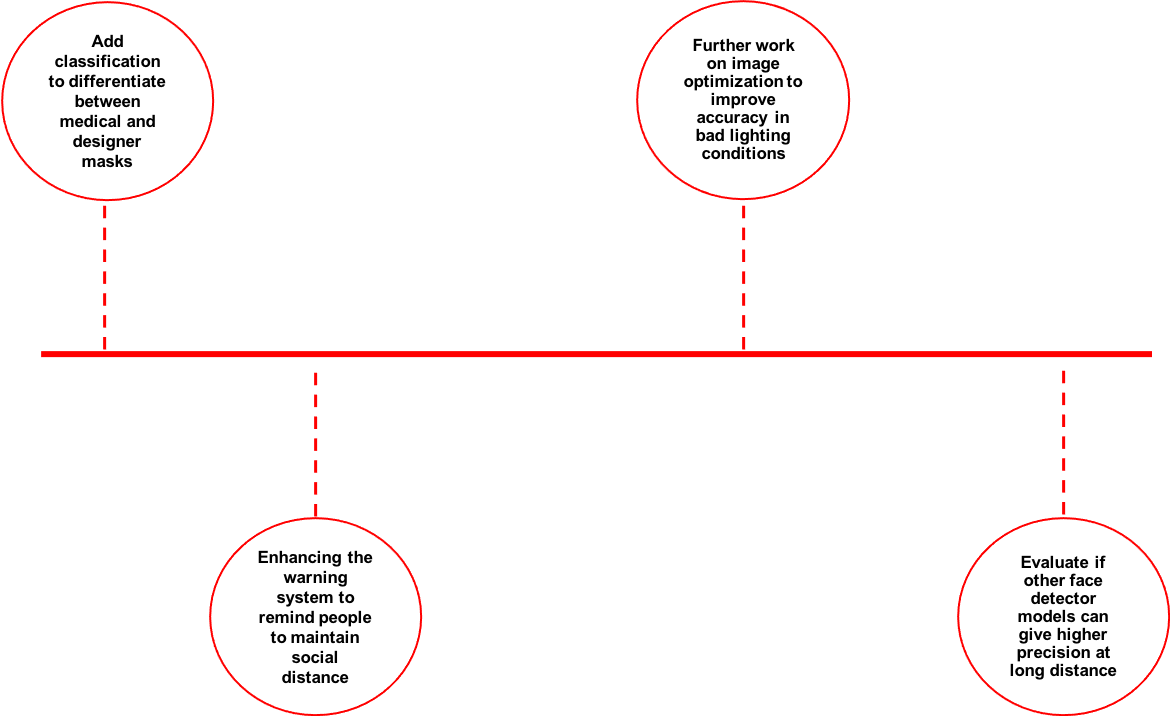 Add
classification
to differentiate
between
medical and
designer
masks
Further work
on image
optimization to
improve
accuracy in
bad lighting
conditions
Enhancing the
warning
system to
remind people
to maintain
social
distance
Evaluate if
other face
detector
models can
give higher
precision at
long distance